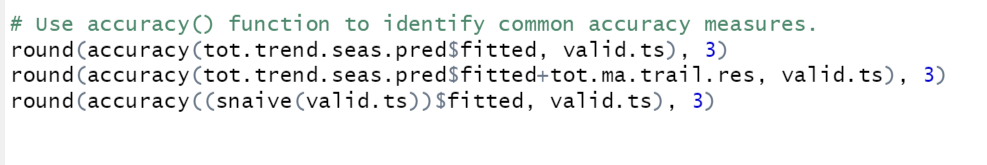 # Use accuracy() function to identify common accuracy measures.
round(accuracy(tot.trend.seas.pred$fitted, valid.ts), 3)
round(accuracy(tot.trend.seas.pred$fitted+tot.ma.trail.res, valid.ts), 3)
round(accuracy((snaive(valid.ts))$fitted, valid.ts), 3)